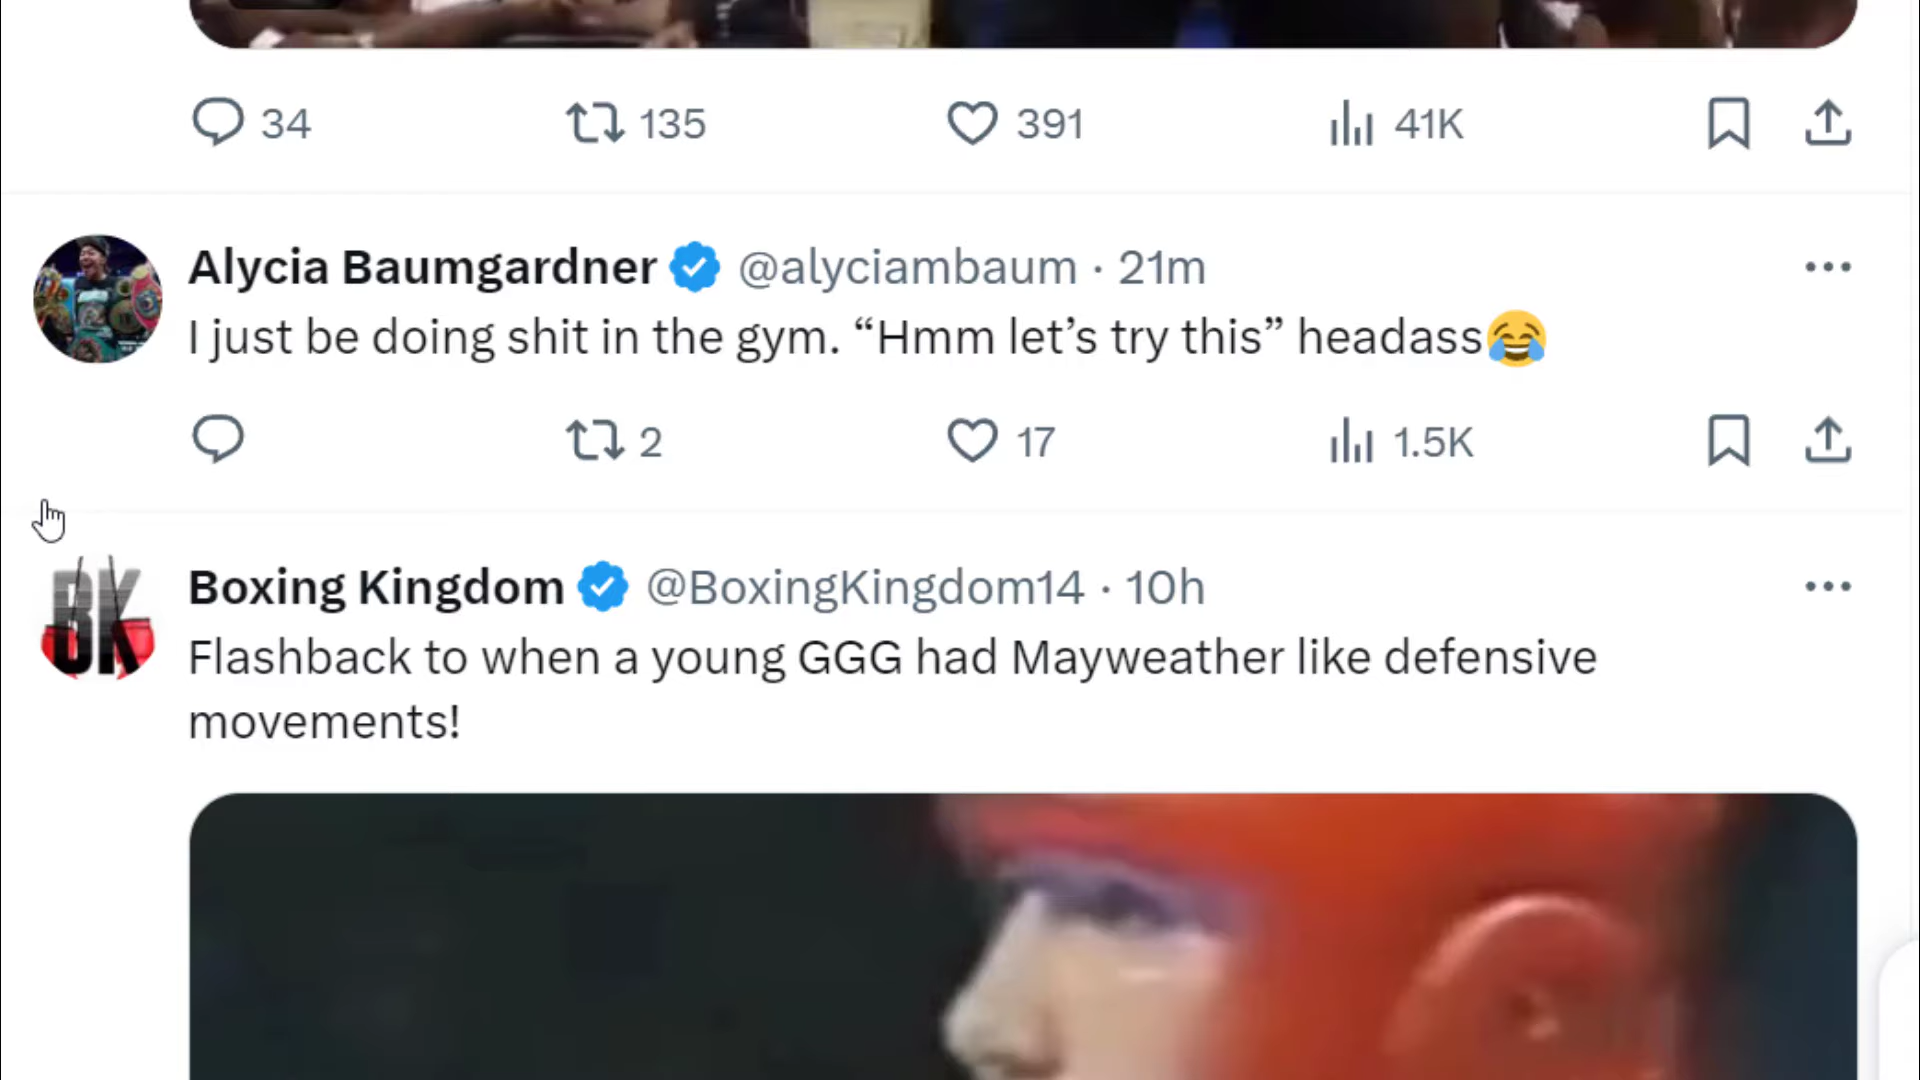 34 135 391 41K
Alycia Baumgardner @alyciambaum · 21m
I just be doing shit in the gym. “Hmm let’s try this” headass😂
2 17 1.5K
BK
Boxing Kingdom @BoxingKingdom14 · 10h
Flashback to when a young GGG had Mayweather like defensive
movements!